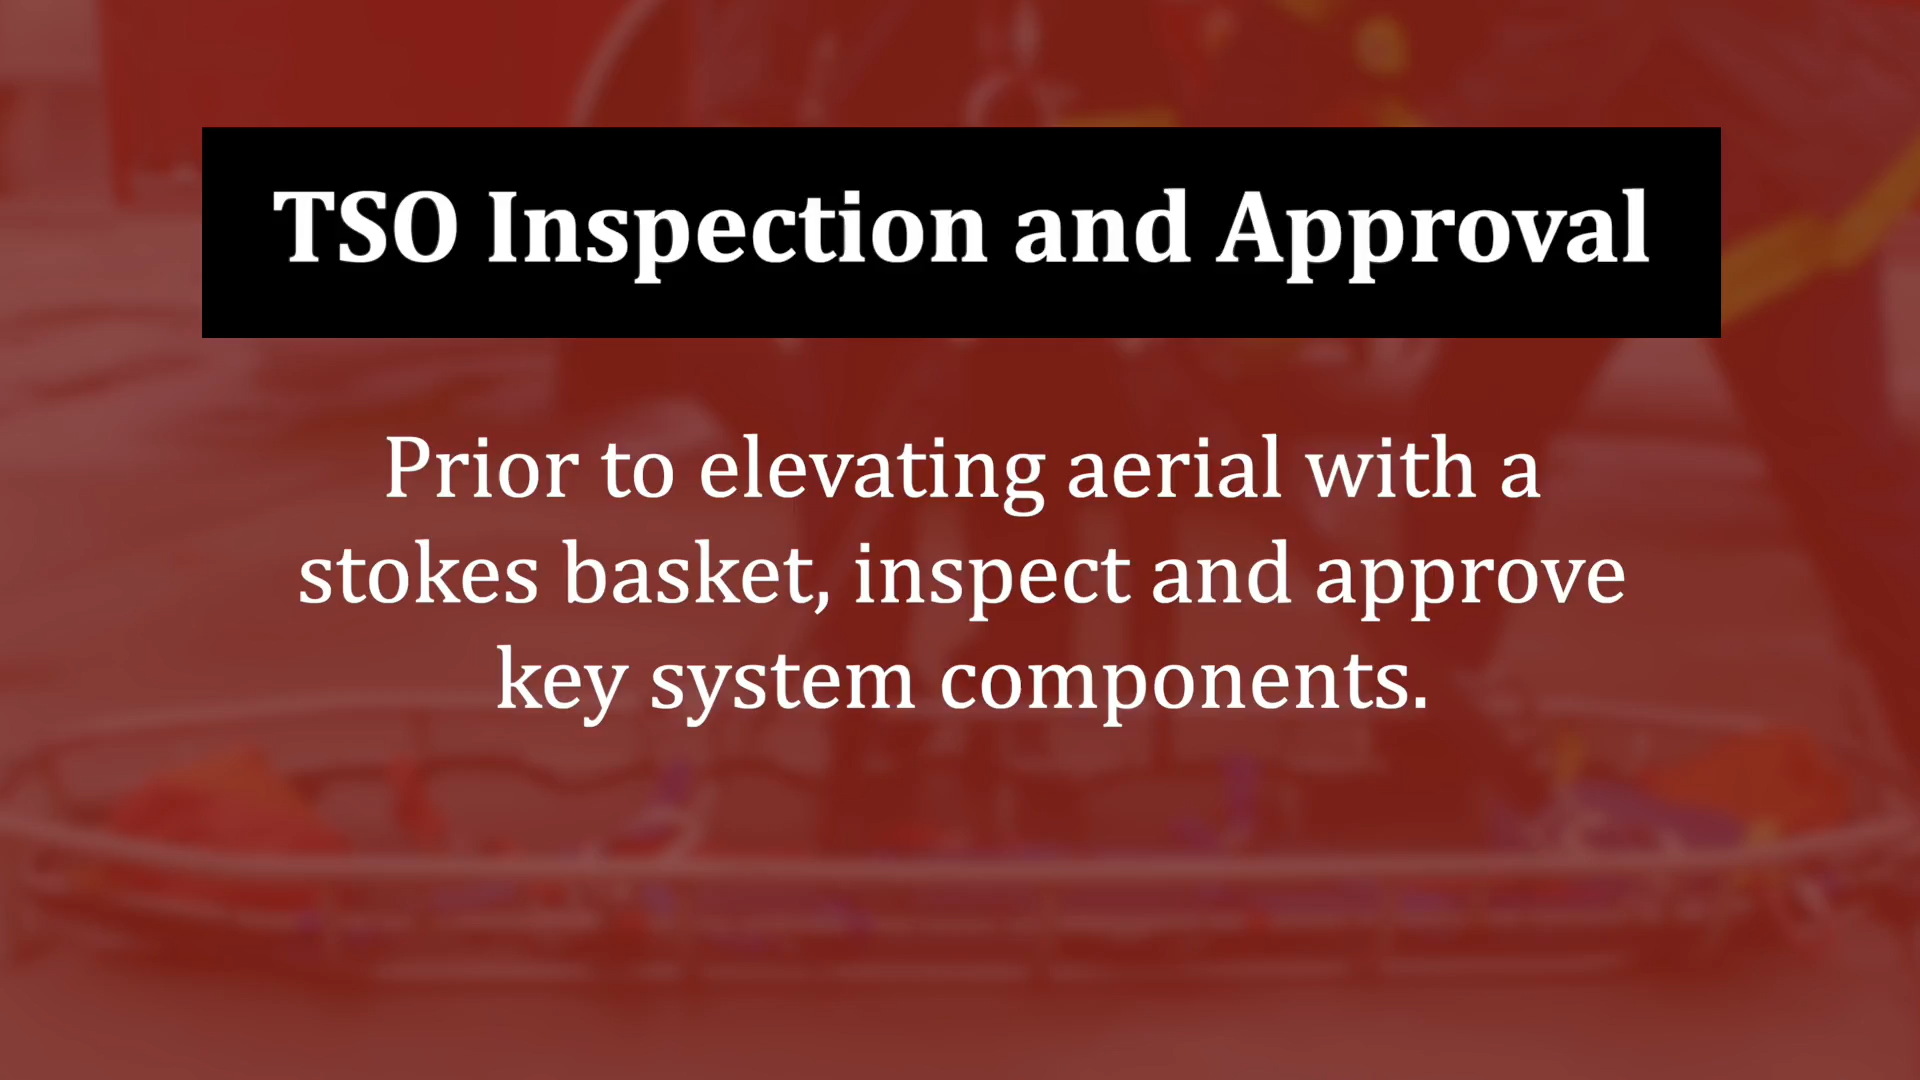 TSO Inspection and Approval
Prior to elevating aerial with a
stokes basket, inspect and approve
key system components.